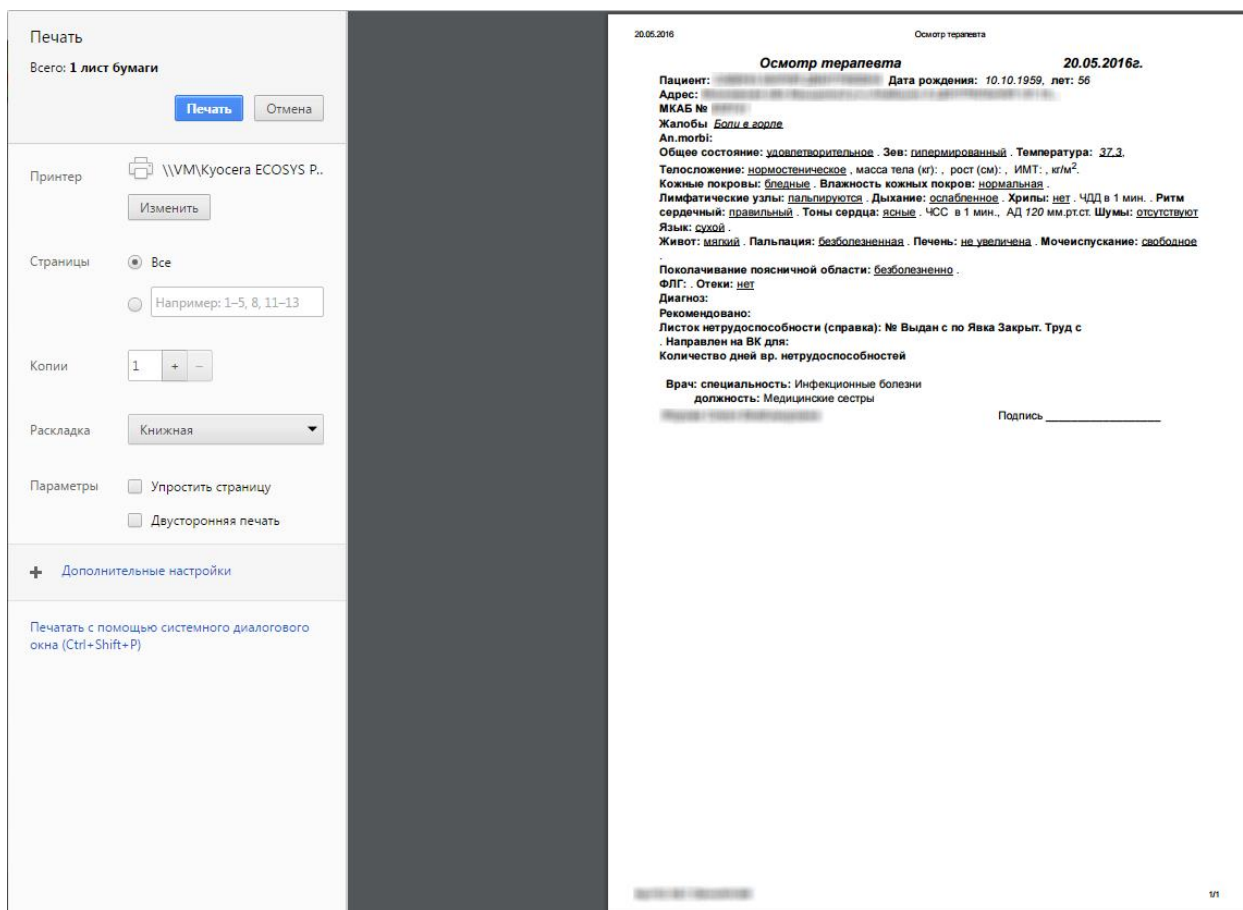 Печать
Всего: 1 лист бумаги
Печать Отмена
Принтер \\VM\Kyocera ECOSYS P..
Изменить
Страницы Все
Например: 1–5, 8, 11–13
Копии 1 + −
Раскладка Книжная
Параметры Упростить страницу
Двусторонняя печать
+ Дополнительные настройки
Печатать с помощью системного диалогового
окна (Ctrl+Shift+P)
20.05.2016 Осмотр терапевта
Осмотр терапевта 20.05.2016г.
Пациент: Дата рождения: 10.10.1959, лет: 56
Адрес:
МКАБ №
Жалобы Боли в горле
An.morbi:
Общее состояние: удовлетворительное . Зев: гипермированный . Температура: 37,3,
Телосложение: нормостеническое , масса тела (кг): , рост (см): , ИМТ: , кг/м².
Кожные покровы: бледные . Влажность кожных покров: нормальная .
Лимфатические узлы: пальпируются . Дыхание: ослабленное . Хрипы: нет . ЧДД в 1 мин. . Ритм
сердечный: правильный . Тоны сердца: ясные . ЧСС в 1 мин., АД 120 мм.рт.ст. Шумы: отсутствуют
Язык: сухой .
Живот: мягкий . Пальпация: безболезненная . Печень: не увеличена . Мочеиспускание: свободное
.
Поколачивание поясничной области: безболезненно .
ФЛГ: . Отеки: нет
Диагноз:
Рекомендовано:
Листок нетрудоспособности (справка): № Выдан с по Явка Закрыт. Труд с
. Направлен на ВК для:
Количество дней вр. нетрудоспособностей
Врач: специальность: Инфекционные болезни
должность: Медицинские сестры
Подпись
1/1